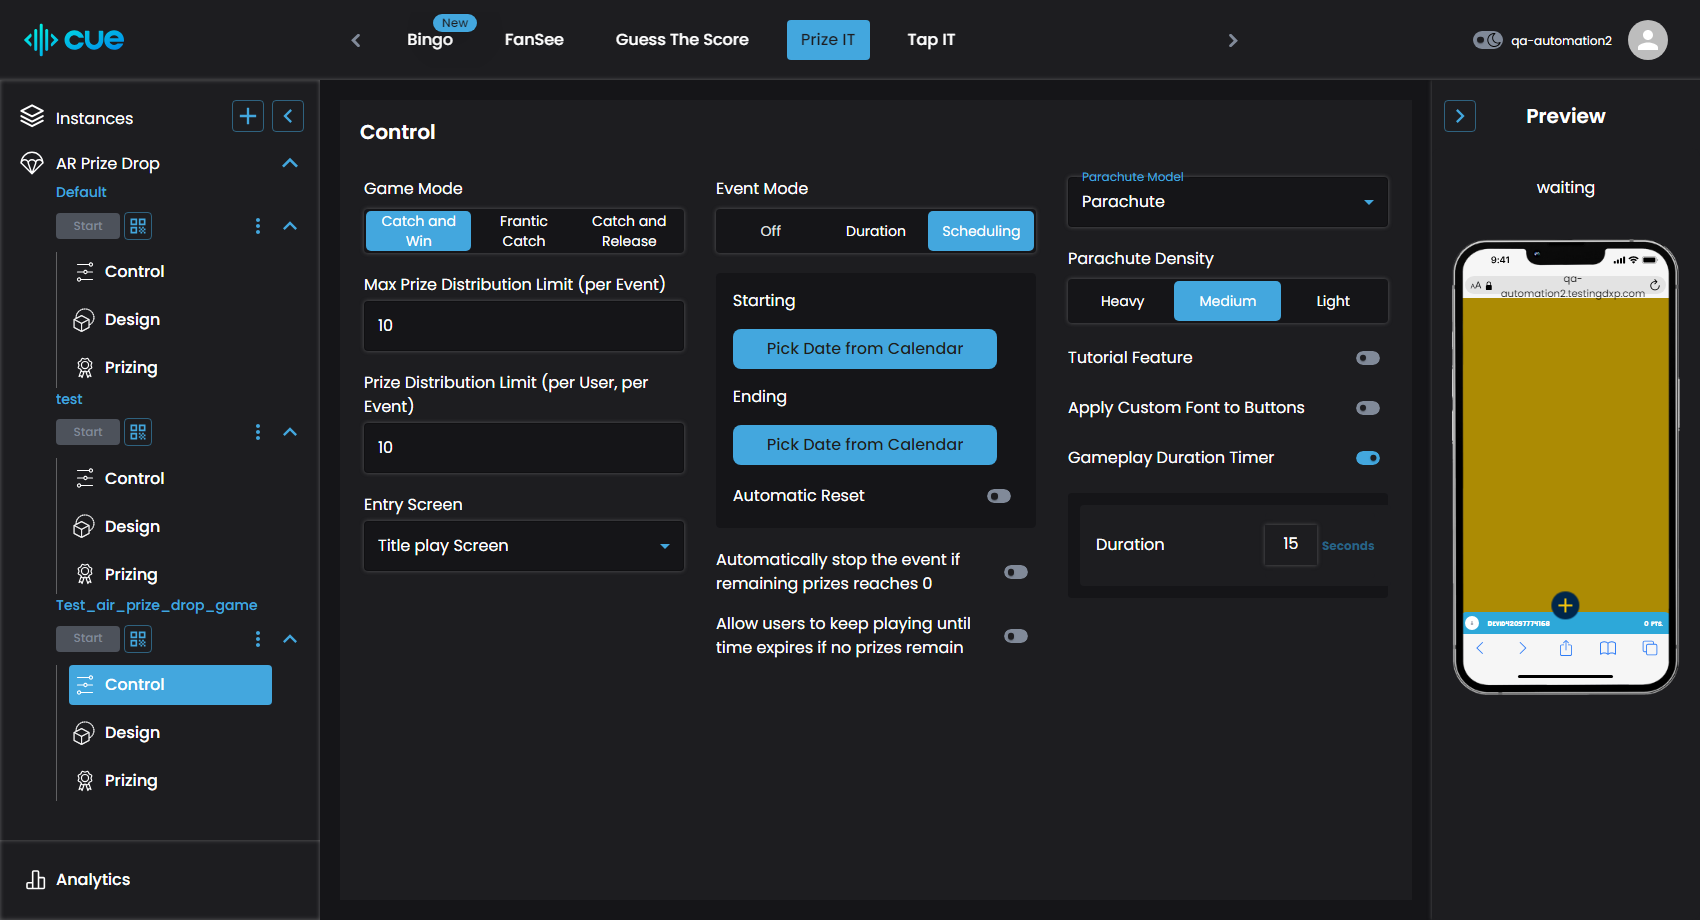 cue
New
Bingo
FanSee
Guess The Score
Prize IT
Tap IT
qa-automation2
Instances
AR Prize Drop
Default
Start
Control
Design
Prizing
test
Start
Control
Design
Prizing
Test_air_prize_drop_game
Start
Control
Design
Prizing
Analytics
Control
Game Mode
Catch and
Win
Frantic
Catch
Catch and
Release
Max Prize Distribution Limit (per Event)
10
Prize Distribution Limit (per User, per
Event)
10
Entry Screen
Title play Screen
Event Mode
Off
Duration
Scheduling
Starting
Pick Date from Calendar
Ending
Pick Date from Calendar
Automatic Reset
Automatically stop the event if
remaining prizes reaches 0
Allow users to keep playing until
time expires if no prizes remain
Parachute Model
Parachute
Parachute Density
Heavy
Medium
Light
Tutorial Feature
Apply Custom Font to Buttons
Gameplay Duration Timer
Duration
15
Seconds
Preview
waiting
9:41
AA
qa-
automation2.testingdxp.com
0 PTS.